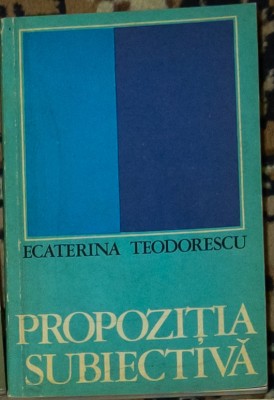 ECATERINA TEODORESCU
PROPOZIȚIA
SUBIECTIVĂ